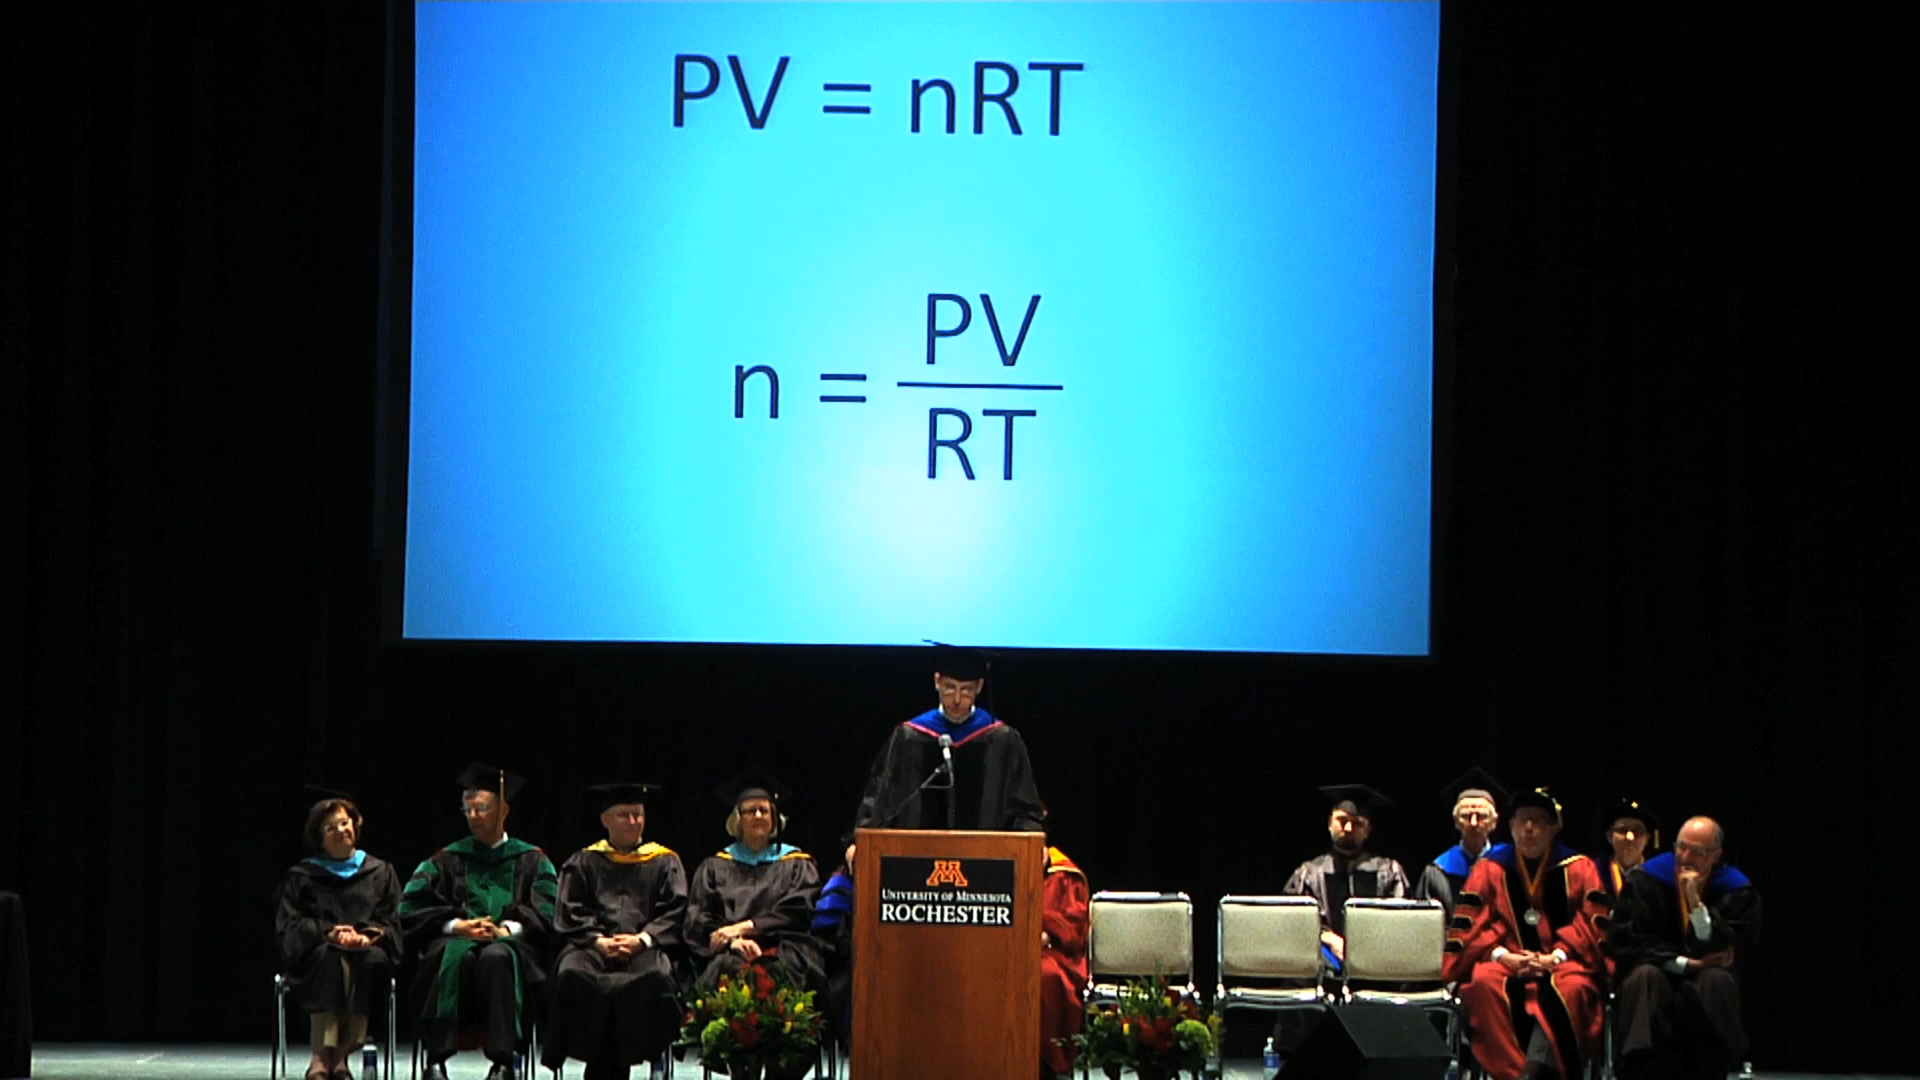 PV = nRT
n = PV
RT
M
UNIVERSITY OF MINNESOTA
ROCHESTER